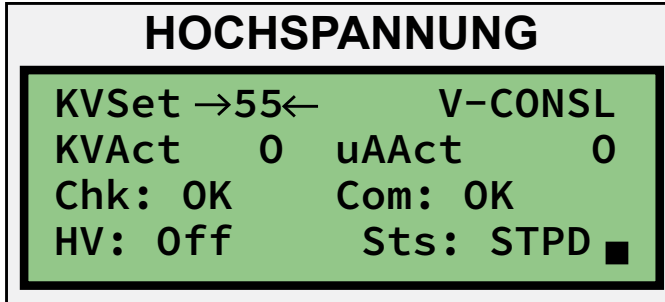 HOCHSPANNUNG
KVSet →55← V-CONSL
KVAct 0 uAAct 0
Chk: OK Com: OK
HV: Off Sts: STPD